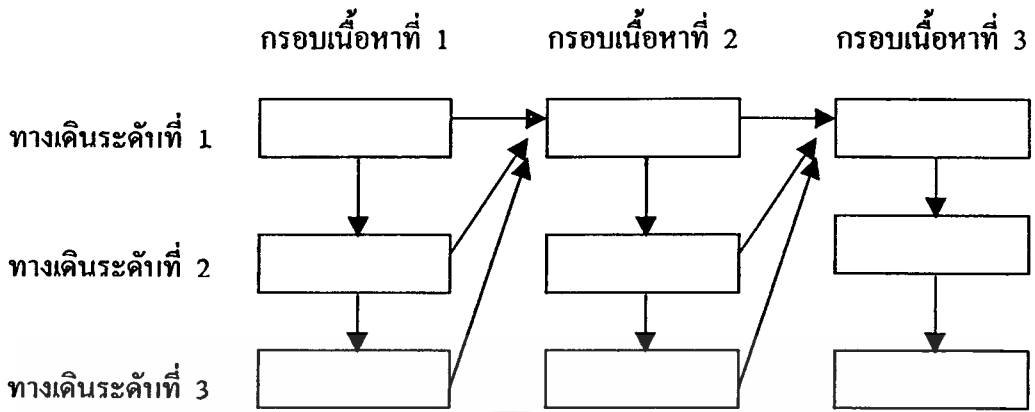 กรอบเนื้อหาที่ 1 กรอบเนื้อหาที่ 2 กรอบเนื้อหาที่ 3
ทางเดินระดับที่ 1
ทางเดินระดับที่ 2
ทางเดินระดับที่ 3